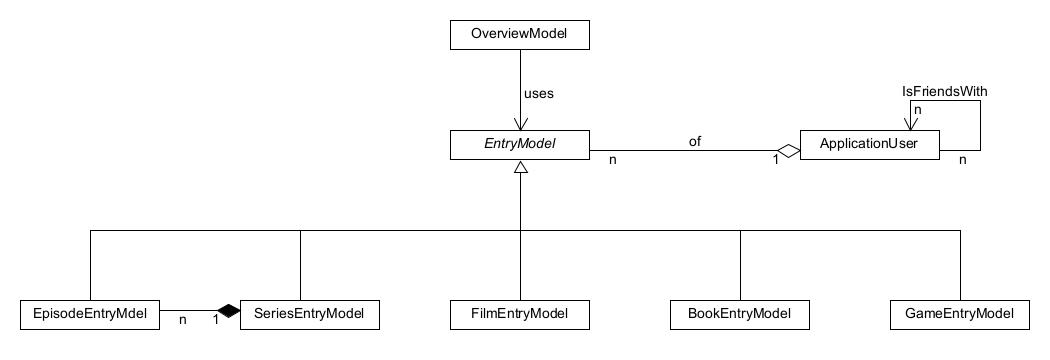 OverviewModel
uses
IsFriendsWith
n
EntryModel
of
ApplicationUser
n
1
n
EpisodeEntryMdel
n
1
SeriesEntryModel
FilmEntryModel
BookEntryModel
GameEntryModel